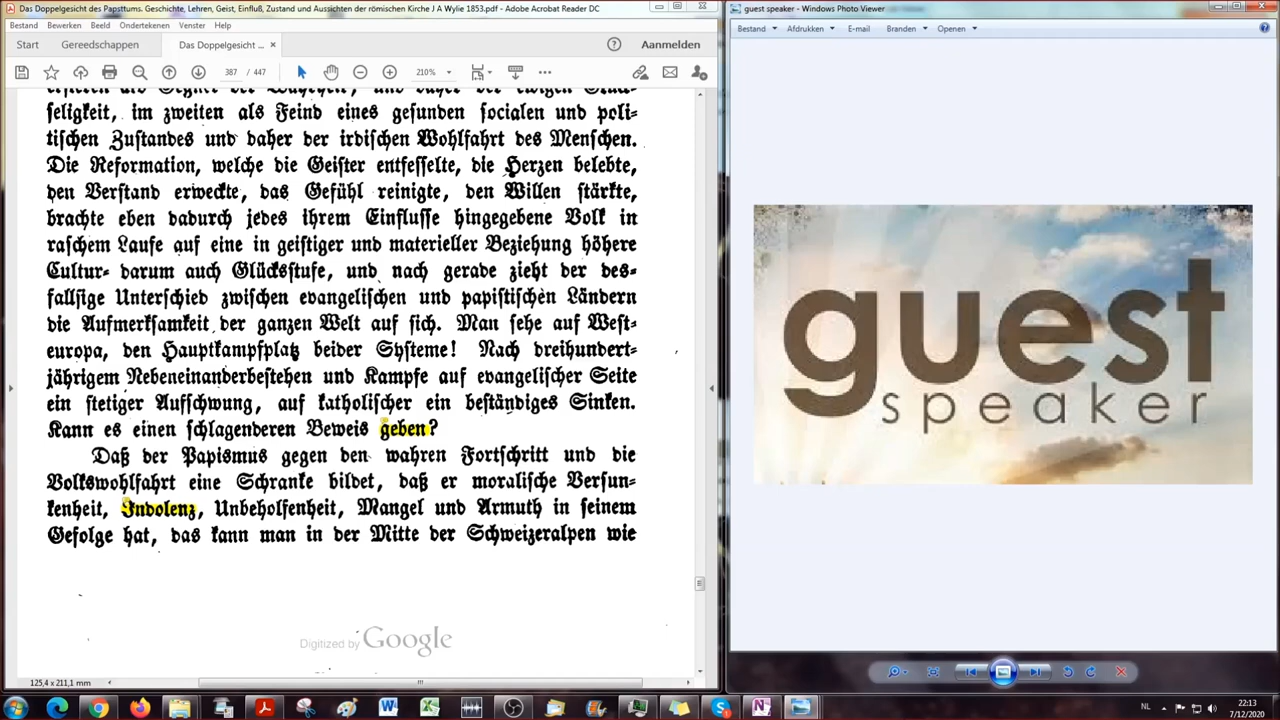 Das Doppelgesicht des Papsttums. Geschichte, Lehren, Geist, Einfluß, Zustand und Aussichten der römischen Kirche J A Wylie 1853.pdf - Adobe Acrobat Reader DC
Bestand Bewerken Beeld Ondertekenen Venster Help
Start Gereedschappen Das Doppelgesicht ... × Aanmelden
387 / 447 210%
seligkeit, im zweiten als Feind eines gesunden socialen und poli-
tischen Zustandes und daher der irdischen Wohlfahrt des Menschen.
Die Reformation, welche die Geister entfesselte, die Herzen belebte,
den Verstand erweckte, das Gefühl reinigte, den Willen stärkte,
brachte eben dadurch jedes ihrem Einflusse hingegebene Volk in
raschem Laufe auf eine in geistiger und materieller Beziehung höhere
Cultur- darum auch Glücksstufe, und nach gerade zieht der des-
fallsige Unterschied zwischen evangelischen und papistischen Ländern
die Aufmerksamkeit der ganzen Welt auf sich. Man sehe auf West-
europa, den Hauptkampfplatz beider Systeme! Nach dreihundert-
jährigem Nebeneinanderbestehen und Kampfe auf evangelischer Seite
ein stetiger Aufschwung, auf katholischer ein beständiges Sinken.
Kann es einen schlagenderen Beweis geben?
Daß der Papismus gegen den wahren Fortschritt und die
Volkswohlfahrt eine Schranke bildet, daß er moralische Versun-
kenheit, Indolenz, Unbeholfenheit, Mangel und Armuth in seinem
Gefolge hat, das kann man in der Mitte der Schweizeralpen wie
Digitized by Google
125,4 x 211,1 mm
guest speaker - Windows Photo Viewer
Bestand Afdrukken E-mail Branden Openen
guest
speaker
NL 22:13
7/12/2020